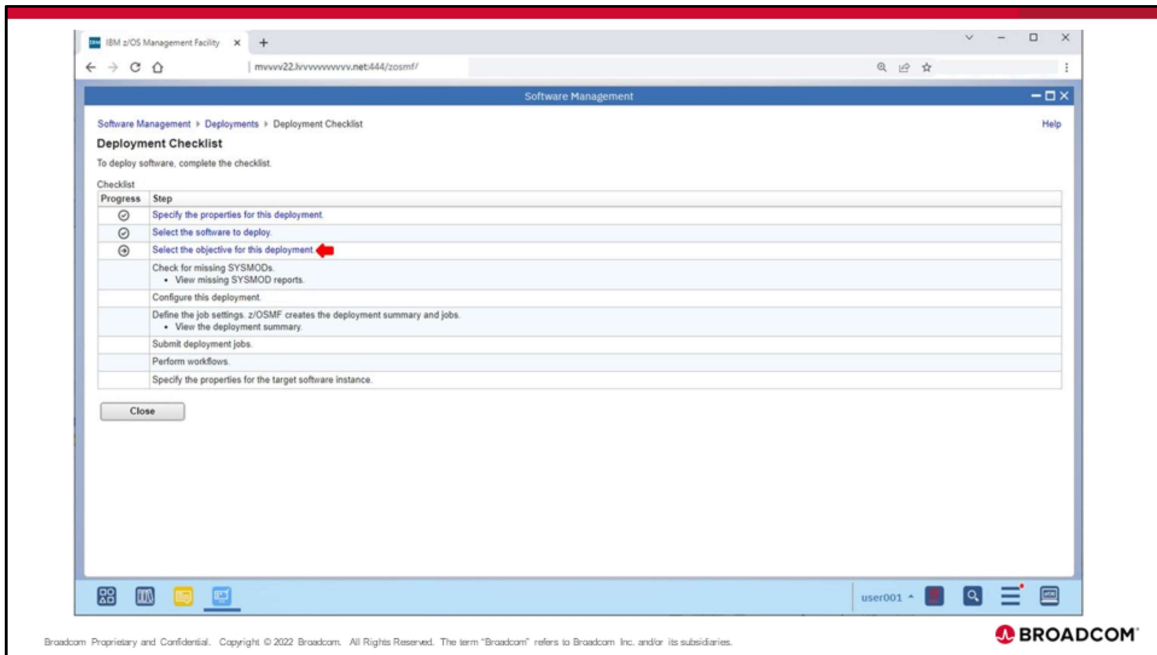 IBM z/OS Management Facility
mvvvv22.lvvvvvvvvvv.net:444/zosmf/
Software Management
Software Management ▸ Deployments ▸ Deployment Checklist
Help
Deployment Checklist
To deploy software, complete the checklist.
Checklist
Progress Step
Specify the properties for this deployment.
Select the software to deploy.
Select the objective for this deployment.
Check for missing SYSMODs.
• View missing SYSMOD reports.
Configure this deployment.
Define the job settings. z/OSMF creates the deployment summary and jobs.
• View the deployment summary.
Submit deployment jobs.
Perform workflows.
Specify the properties for the target software instance.
Close
user001
Broadcom Proprietary and Confidential. Copyright © 2022 Broadcom. All Rights Reserved. The term “Broadcom” refers to Broadcom Inc. and/or its subsidiaries.
BROADCOM